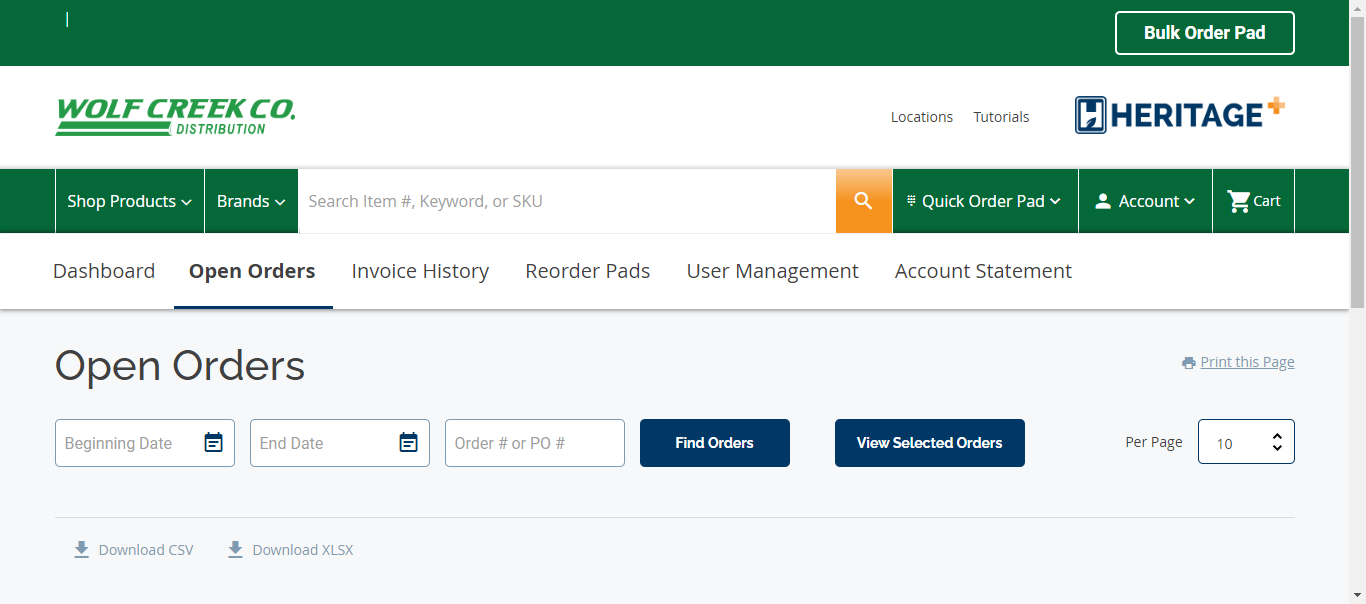 |
Bulk Order Pad
WOLF CREEK CO.
DISTRIBUTION
Locations Tutorials
HERITAGE+
Shop Products Brands Search Item #, Keyword, or SKU Quick Order Pad Account Cart
Dashboard Open Orders Invoice History Reorder Pads User Management Account Statement
Open Orders
Print this Page
Beginning Date End Date Order # or PO # Find Orders View Selected Orders Per Page 10
Download CSV Download XLSX